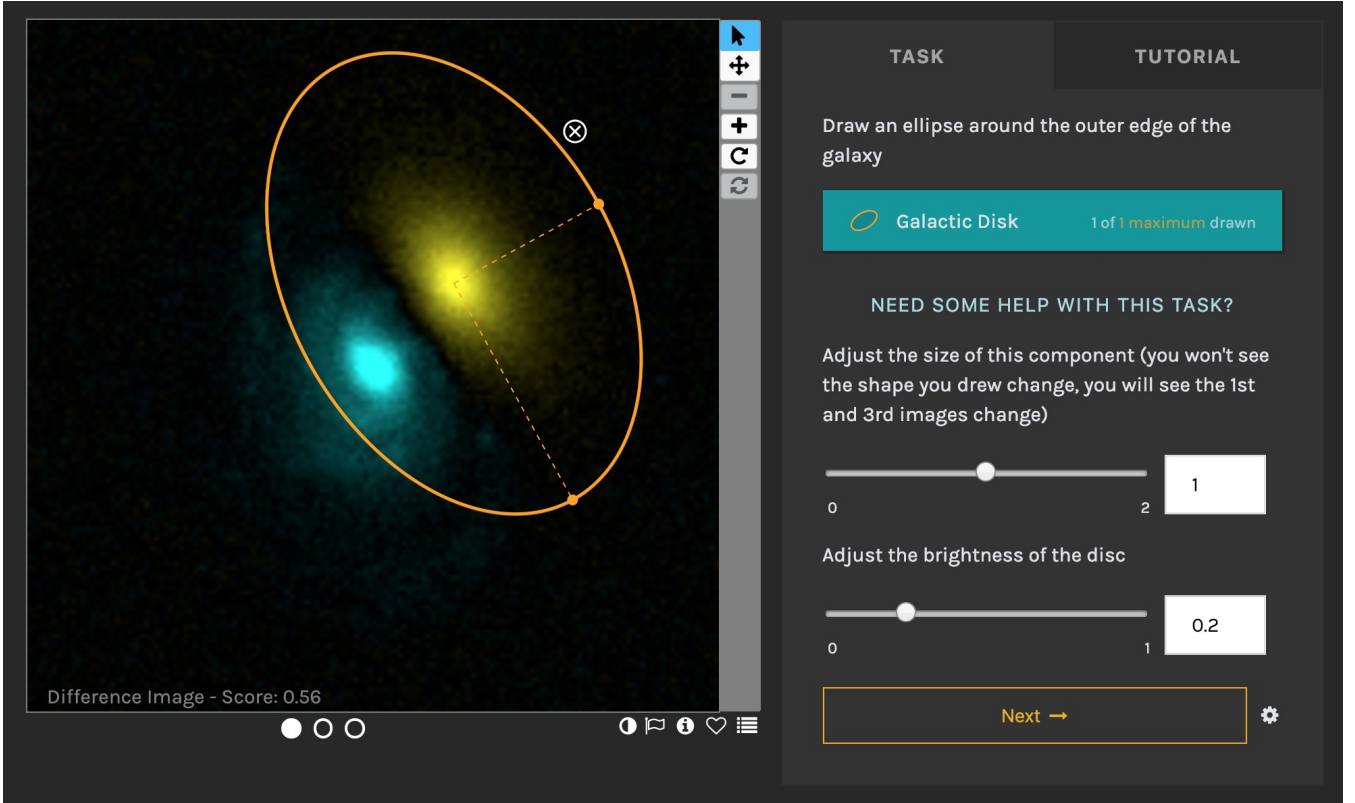 TASK
TUTORIAL
Draw an ellipse around the outer edge of the
galaxy
Galactic Disk
1 of 1 maximum drawn
NEED SOME HELP WITH THIS TASK?
Adjust the size of this component (you won't see
the shape you drew change, you will see the 1st
and 3rd images change)
1
0
2
Adjust the brightness of the disc
0.2
0
1
Difference Image - Score: 0.56
Next →